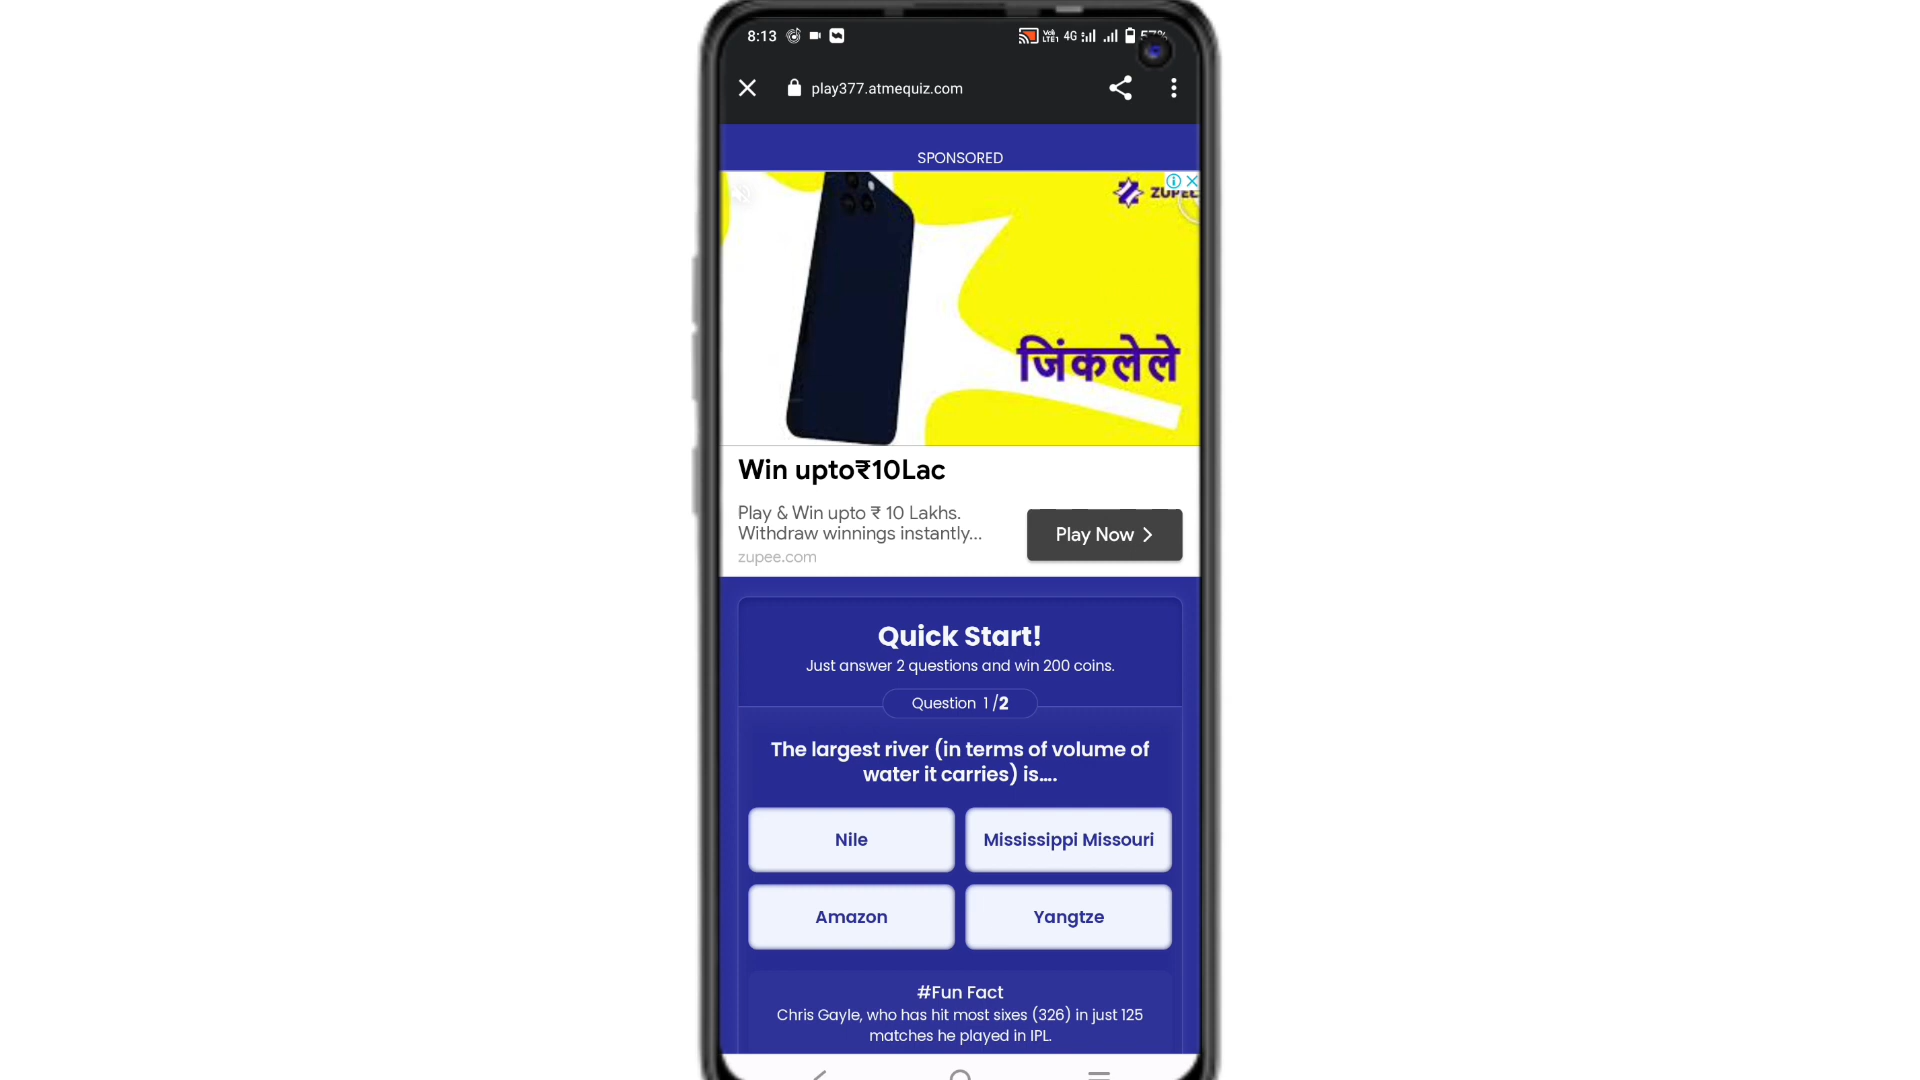 8:13
4G
57%
play377.atmequiz.com
SPONSORED
ZUPEE
जिंकलेले
Win upto₹10Lac
Play & Win upto ₹ 10 Lakhs.
Withdraw winnings instantly...
zupee.com
Play Now
Quick Start!
Just answer 2 questions and win 200 coins.
Question 1/2
The largest river (in terms of volume of
water it carries) is....
Nile
Mississippi Missouri
Amazon
Yangtze
#Fun Fact
Chris Gayle, who has hit most sixes (326) in just 125
matches he played in IPL.